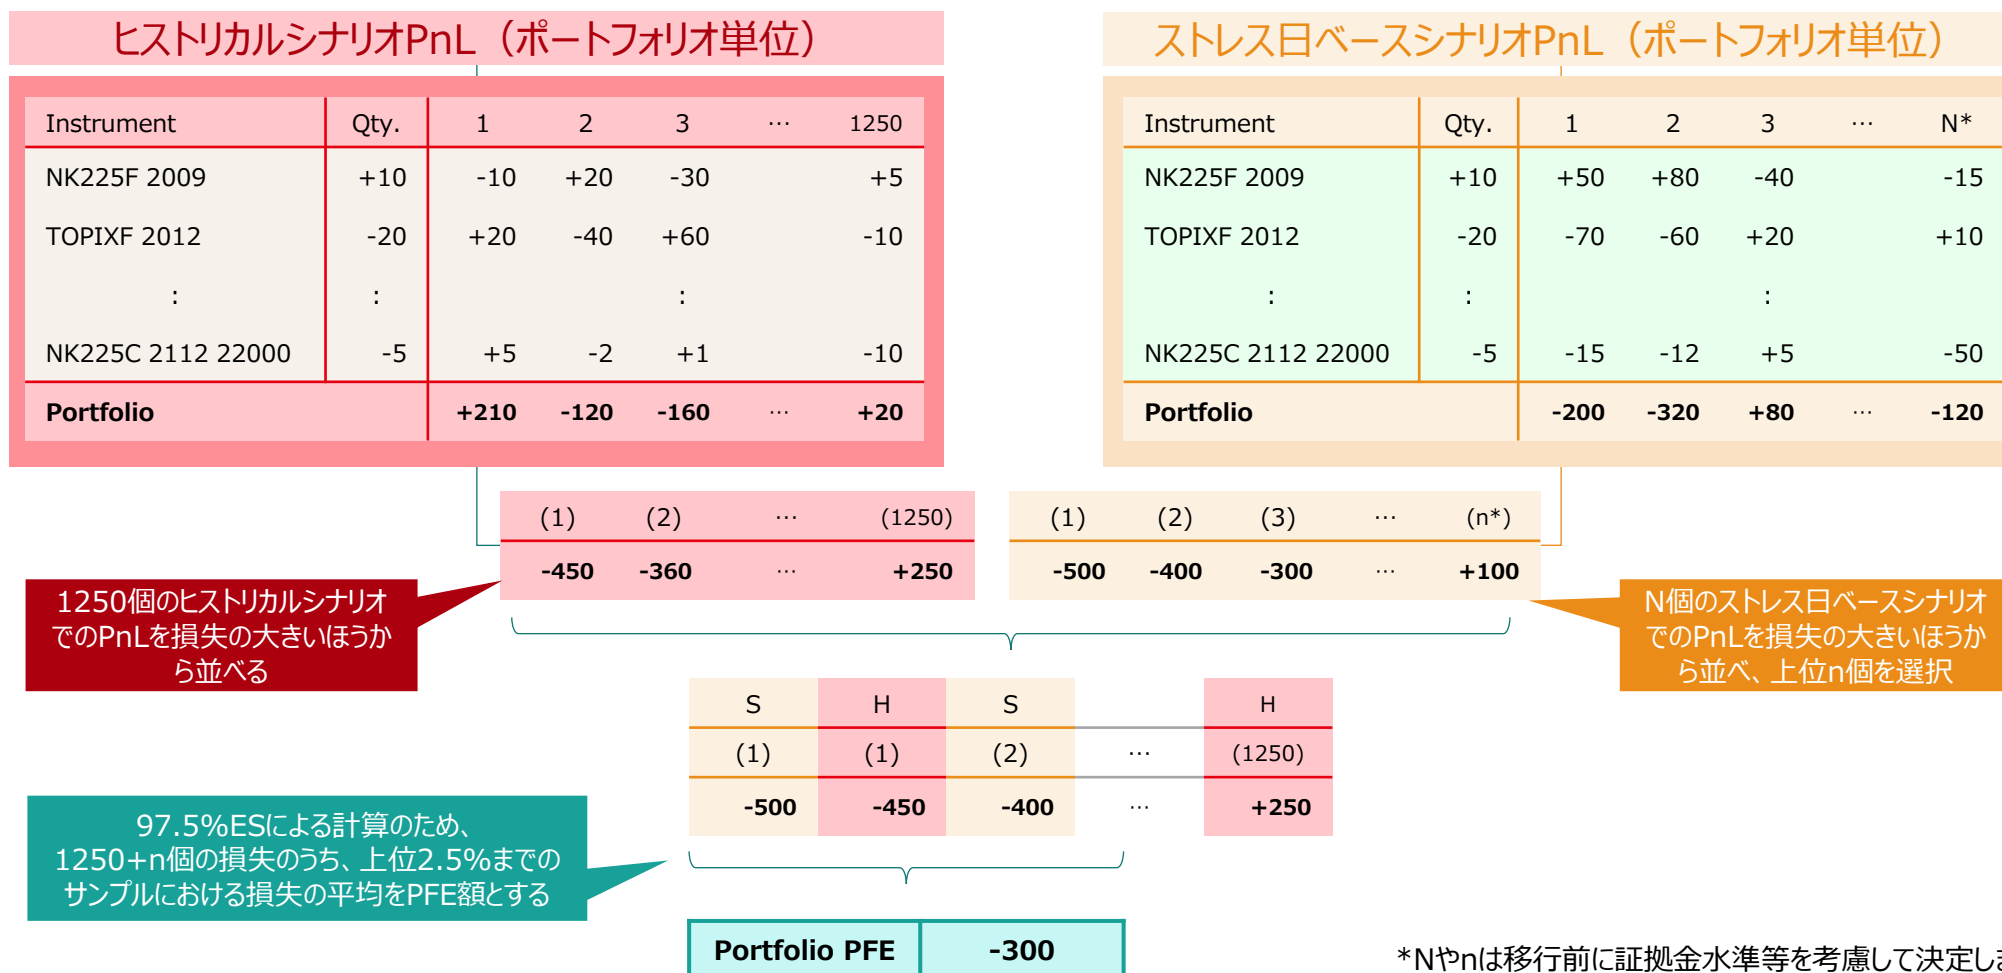 ヒストリカルシナリオPnL（ポートフォリオ単位）
Instrument Qty. 1 2 3 … 1250
NK225F 2009 +10 -10 +20 -30 +5
TOPIXF 2012 -20 +20 -40 +60 -10
: : :
NK225C 2112 22000 -5 +5 -2 +1 -10
Portfolio +210 -120 -160 … +20
ストレス日ベースシナリオPnL（ポートフォリオ単位）
Instrument Qty. 1 2 3 … N*
NK225F 2009 +10 +50 +80 -40 -15
TOPIXF 2012 -20 -70 -60 +20 +10
: : :
NK225C 2112 22000 -5 -15 -12 +5 -50
Portfolio -200 -320 +80 … -120
(1) (2) … (1250)
-450 -360 … +250
(1) (2) (3) … (n*)
-500 -400 -300 … +100
1250個のヒストリカルシナリオ
でのPnLを損失の大きいほうか
ら並べる
N個のストレス日ベースシナリオ
でのPnLを損失の大きいほうか
ら並べ、上位n個を選択
S H S H
(1) (1) (2) … (1250)
-500 -450 -400 … +250
97.5%ESによる計算のため、
1250+n個の損失のうち、上位2.5%までの
サンプルにおける損失の平均をPFE額とする
Portfolio PFE -300
*Nやnは移行前に証拠金水準等を考慮して決定し